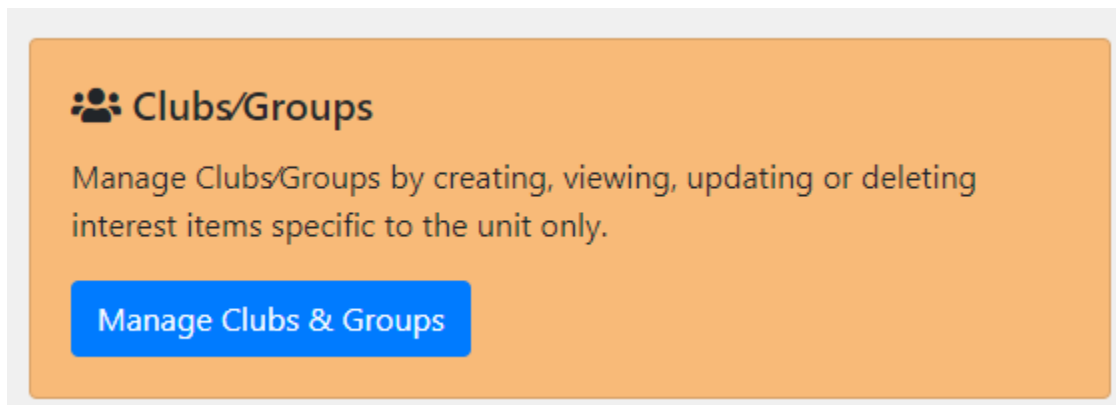 Clubs⁄Groups
Manage Clubs⁄Groups by creating, viewing, updating or deleting
interest items specific to the unit only.
Manage Clubs & Groups